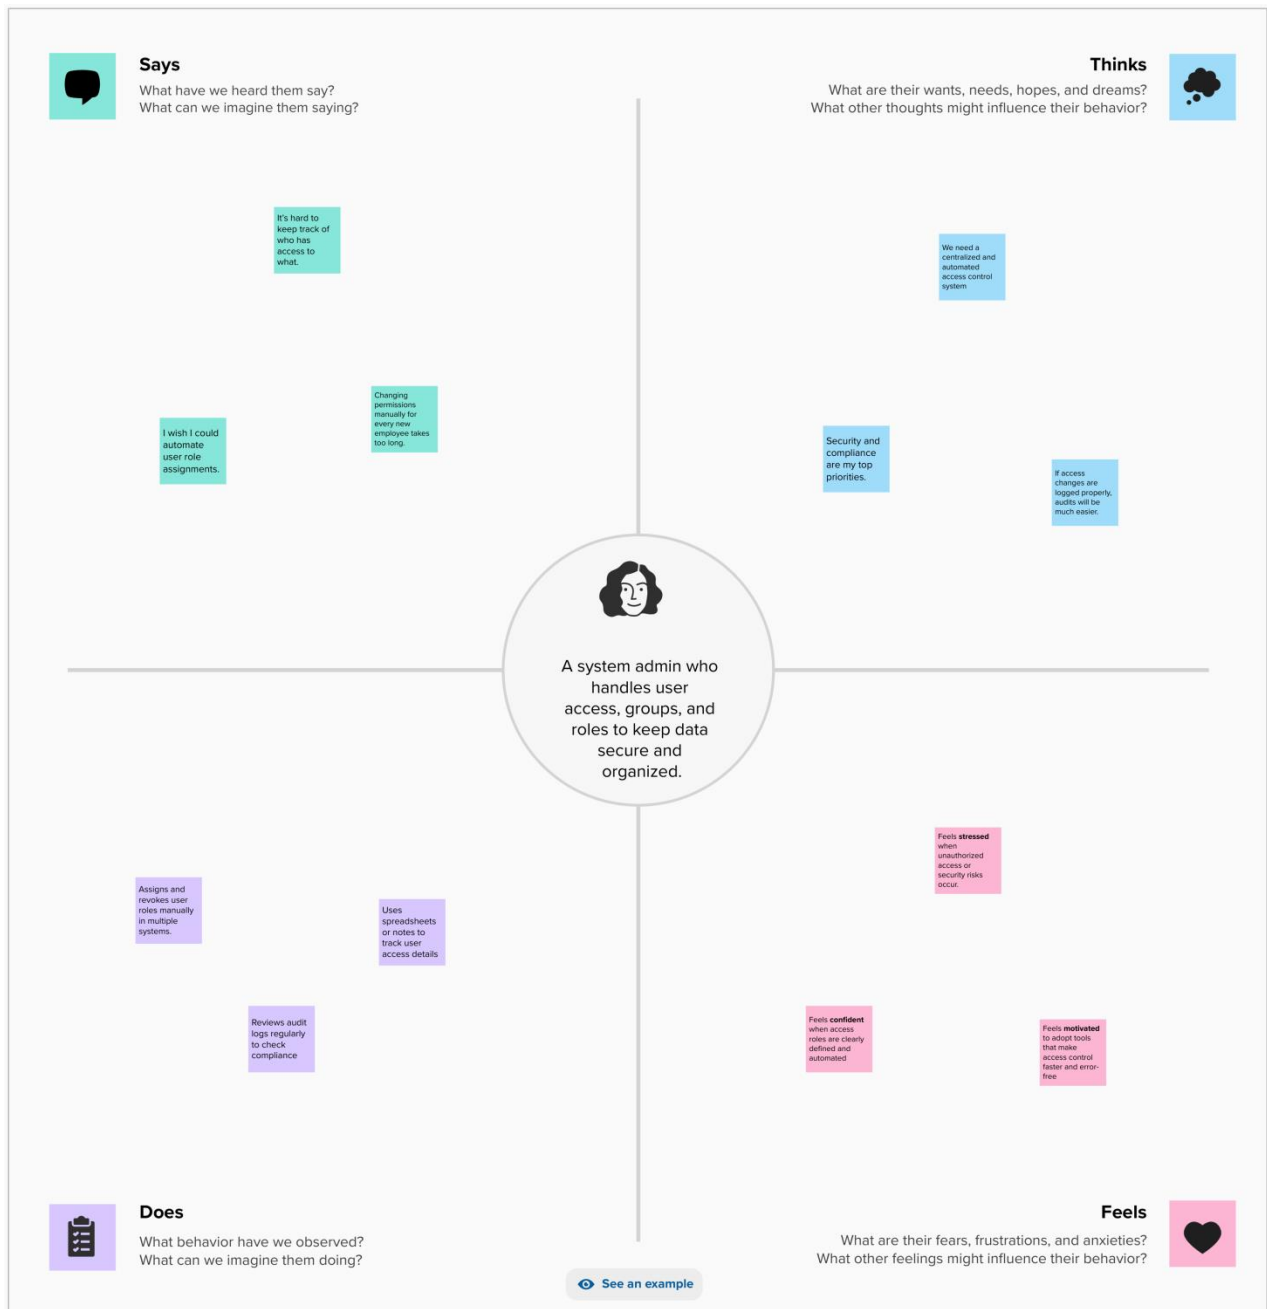 Says
What have we heard them say?
What can we imagine them saying?
Thinks
What are their wants, needs, hopes, and dreams?
What other thoughts might influence their behavior?
It's hard to
keep track of
who has
access to
what.
I wish I could
automate
user role
assignments.
Changing
permissions
manually for
every new
employee takes
too long.
We need a
centralized and
automated
access control
system
Security and
compliance
are my top
priorities.
If access
changes are
logged properly,
audits will be
much easier.
A system admin who
handles user
access, groups, and
roles to keep data
secure and
organized.
Assigns and
revokes user
roles manually
in multiple
systems.
Uses
spreadsheets
or notes to
track user
access details
Reviews audit
logs regularly
to check
compliance
Feels stressed
when
unauthorized
access or
security risks
occur.
Feels confident
when access
roles are clearly
defined and
automated
Feels motivated
to adopt tools
that make
access control
faster and error-
free
Does
What behavior have we observed?
What can we imagine them doing?
Feels
What are their fears, frustrations, and anxieties?
What other feelings might influence their behavior?
See an example